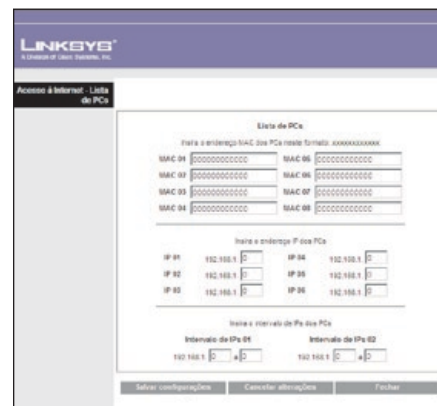 LINKSYS®
A Division of Cisco Systems, Inc.
Acesso à Internet - Lista de PCs
Lista de PCs
Insira o endereço MAC dos PCs neste formato: xxxxxxxxxxxx
MAC 01 000000000000 MAC 05 000000000000
MAC 02 000000000000 MAC 06 000000000000
MAC 03 000000000000 MAC 07 000000000000
MAC 04 000000000000 MAC 08 000000000000
Insira o endereço IP dos PCs
IP 01 192.168.1. 0 IP 04 192.168.1. 0
IP 02 192.168.1. 0 IP 05 192.168.1. 0
IP 03 192.168.1. 0 IP 06 192.168.1. 0
Insira o intervalo de IPs dos PCs
Intervalo de IPs 01 Intervalo de IPs 02
192.168.1. 0 a 0 192.168.1. 0 a 0
Salvar configurações Cancelar alterações Fechar